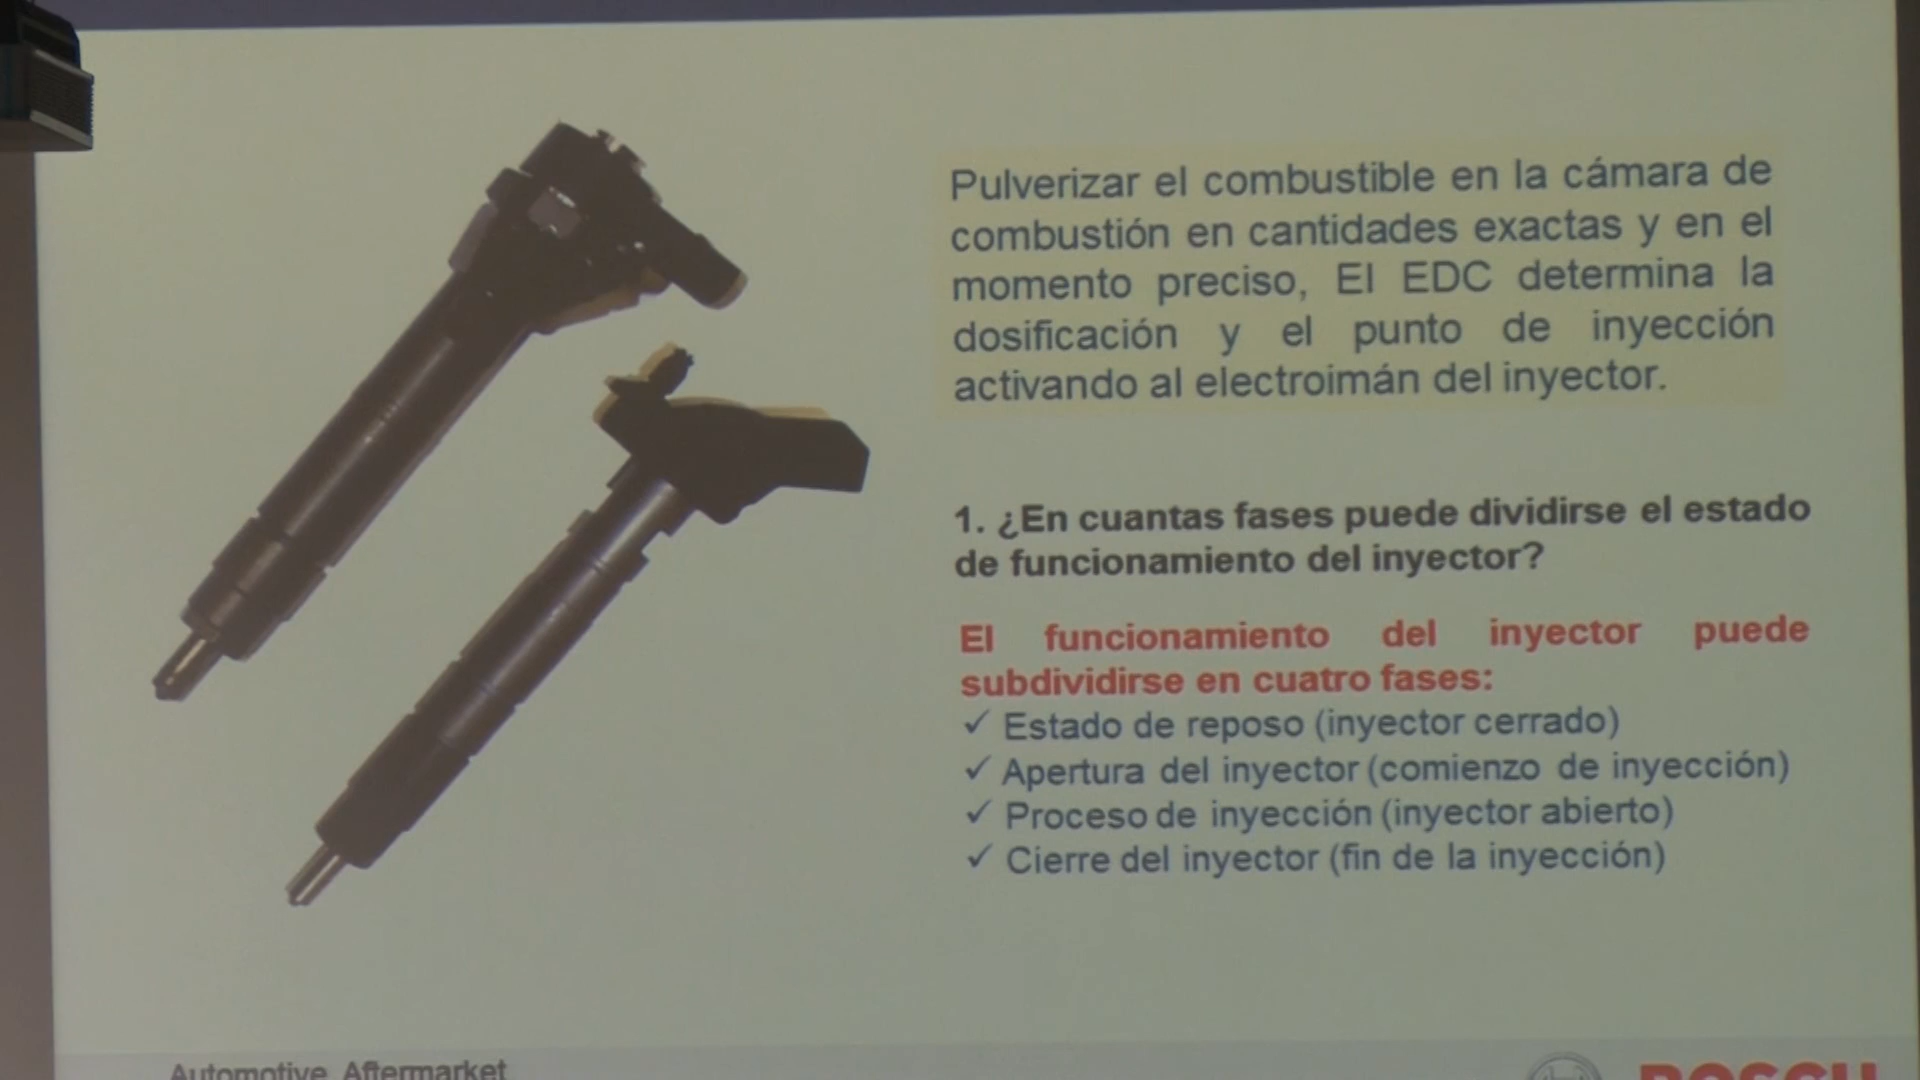 Pulverizar el combustible en la cámara de
combustión en cantidades exactas y en el
momento preciso, El EDC determina la
dosificación y el punto de inyección
activando al electroimán del inyector.
1. ¿En cuantas fases puede dividirse el estado
de funcionamiento del inyector?
El funcionamiento del inyector puede
subdividirse en cuatro fases:
✓ Estado de reposo (inyector cerrado)
✓ Apertura del inyector (comienzo de inyección)
✓ Proceso de inyección (inyector abierto)
✓ Cierre del inyector (fin de la inyección)
Automotive Aftermarket
BOSCH